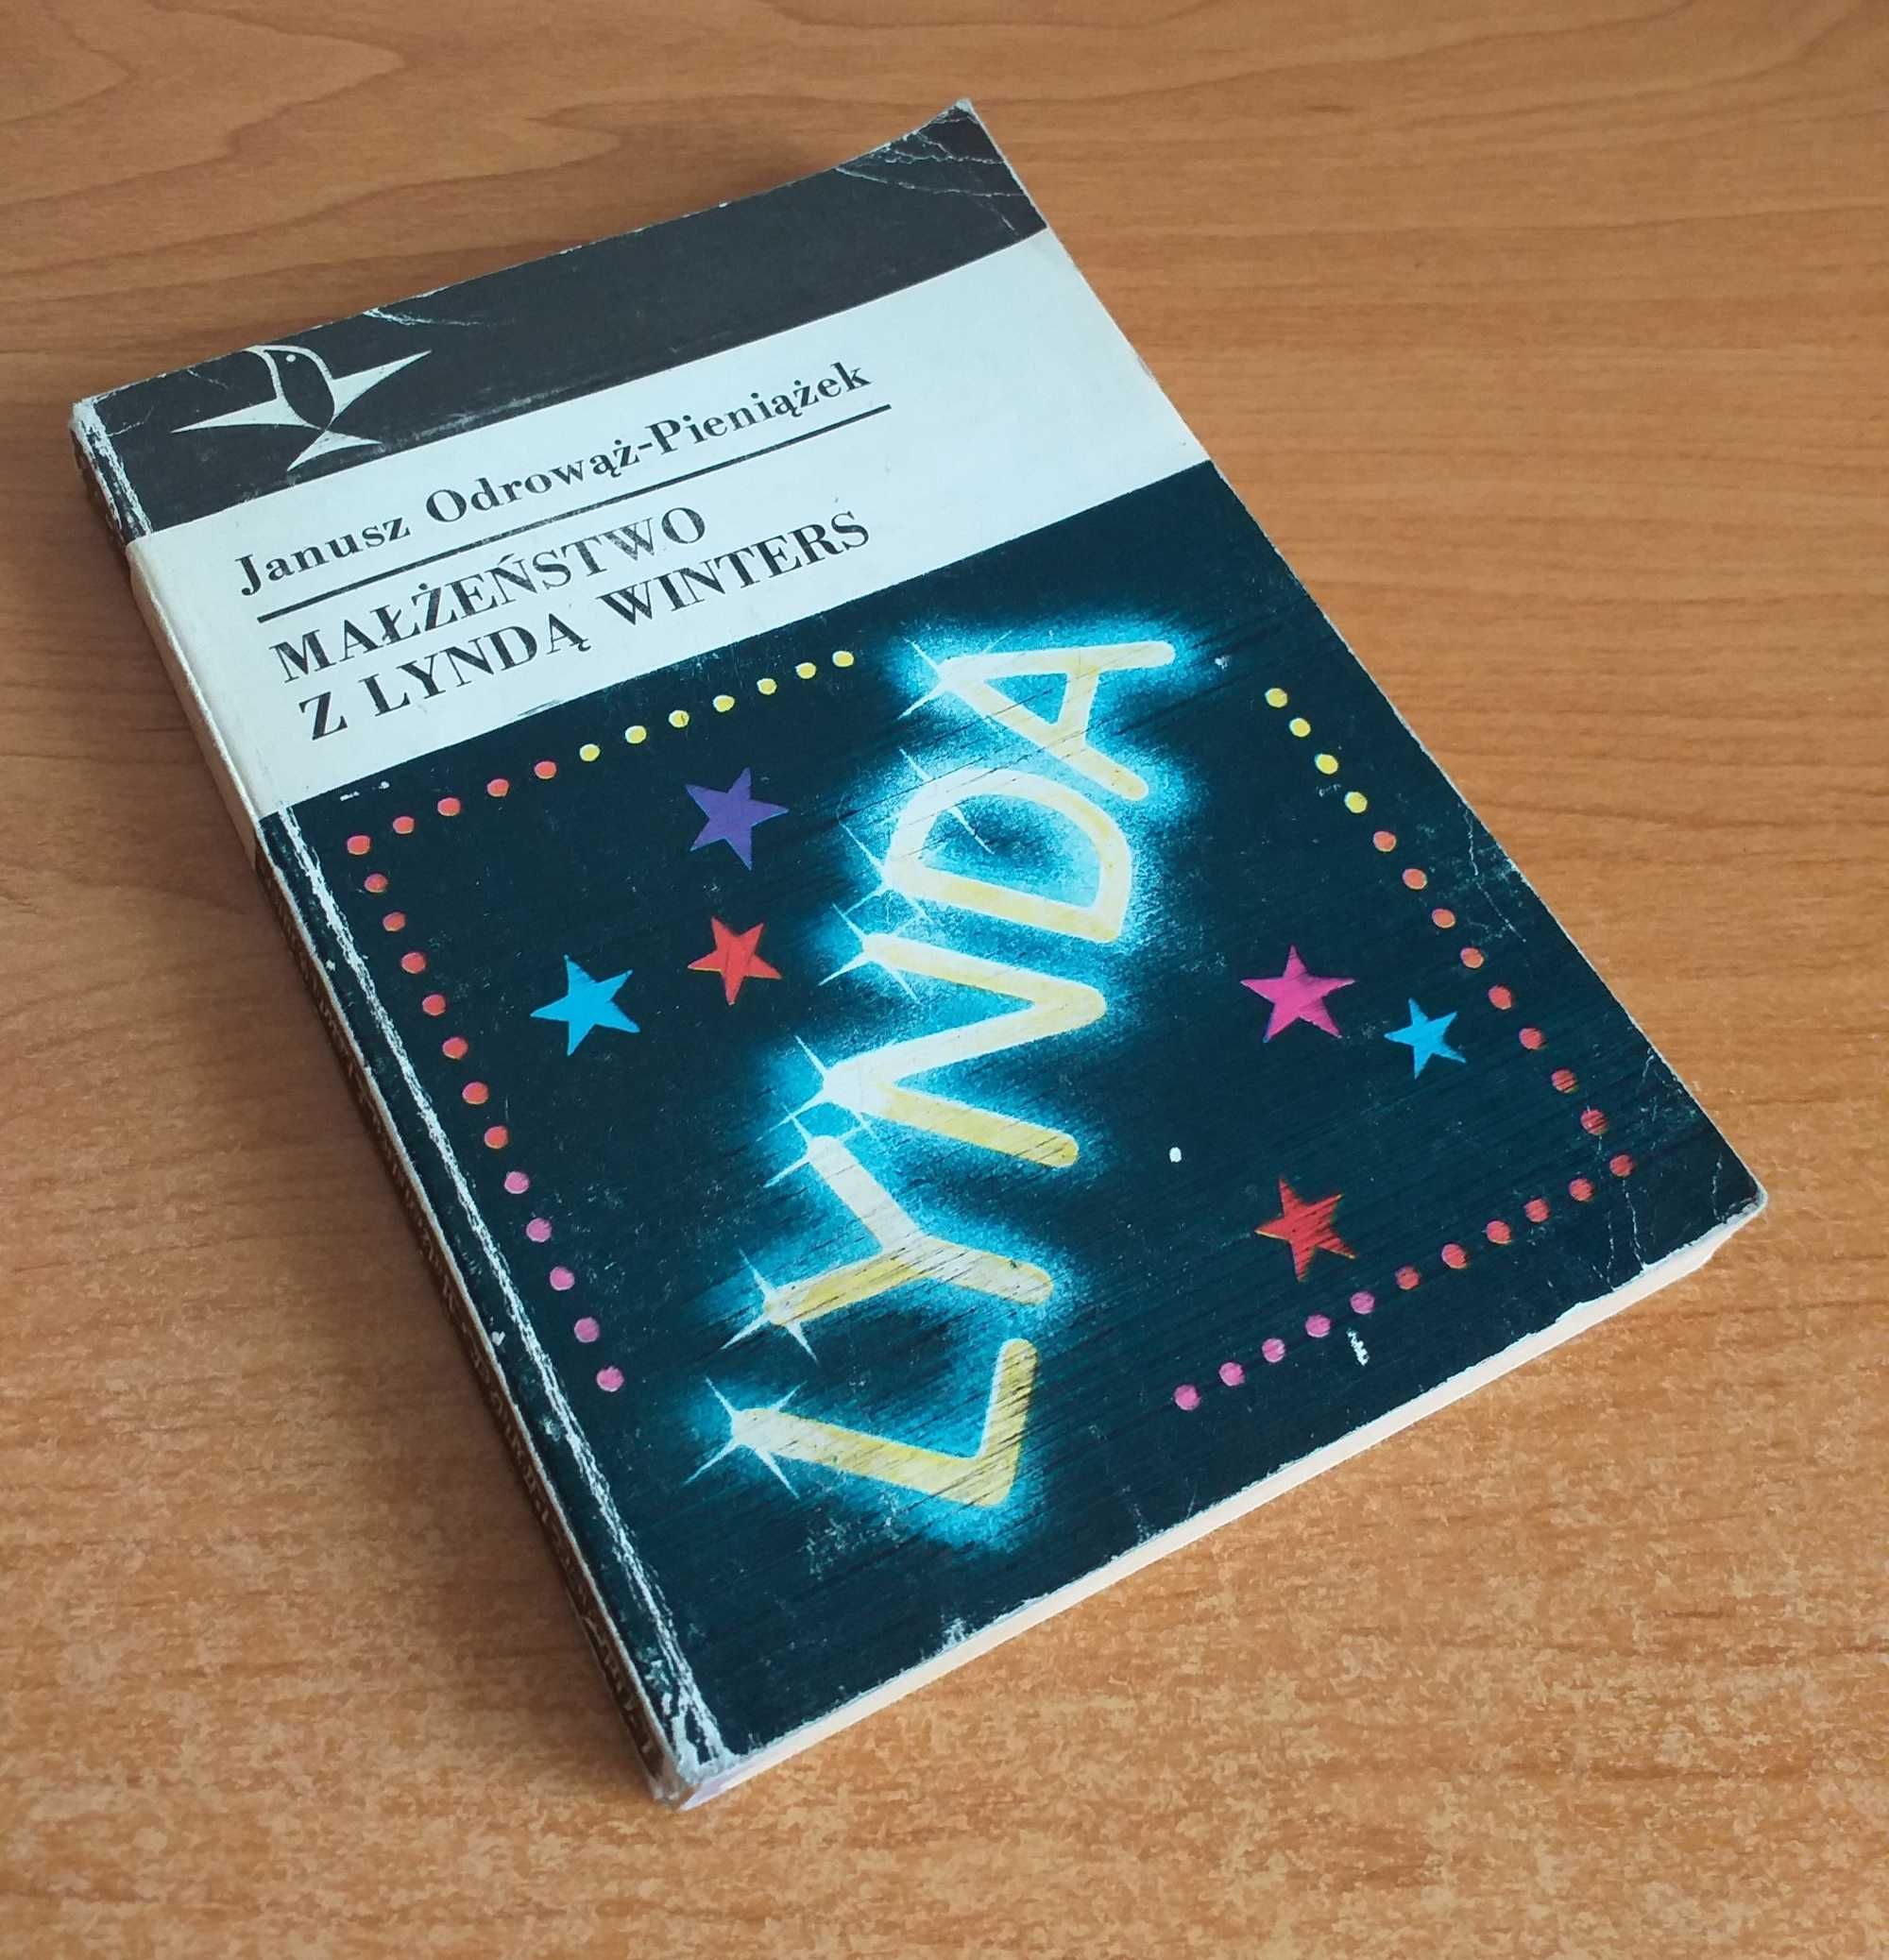 Janusz Odrowąż-Pieniążek
MAŁŻEŃSTWO
Z LYNDĄ WINTERS
LYNDA